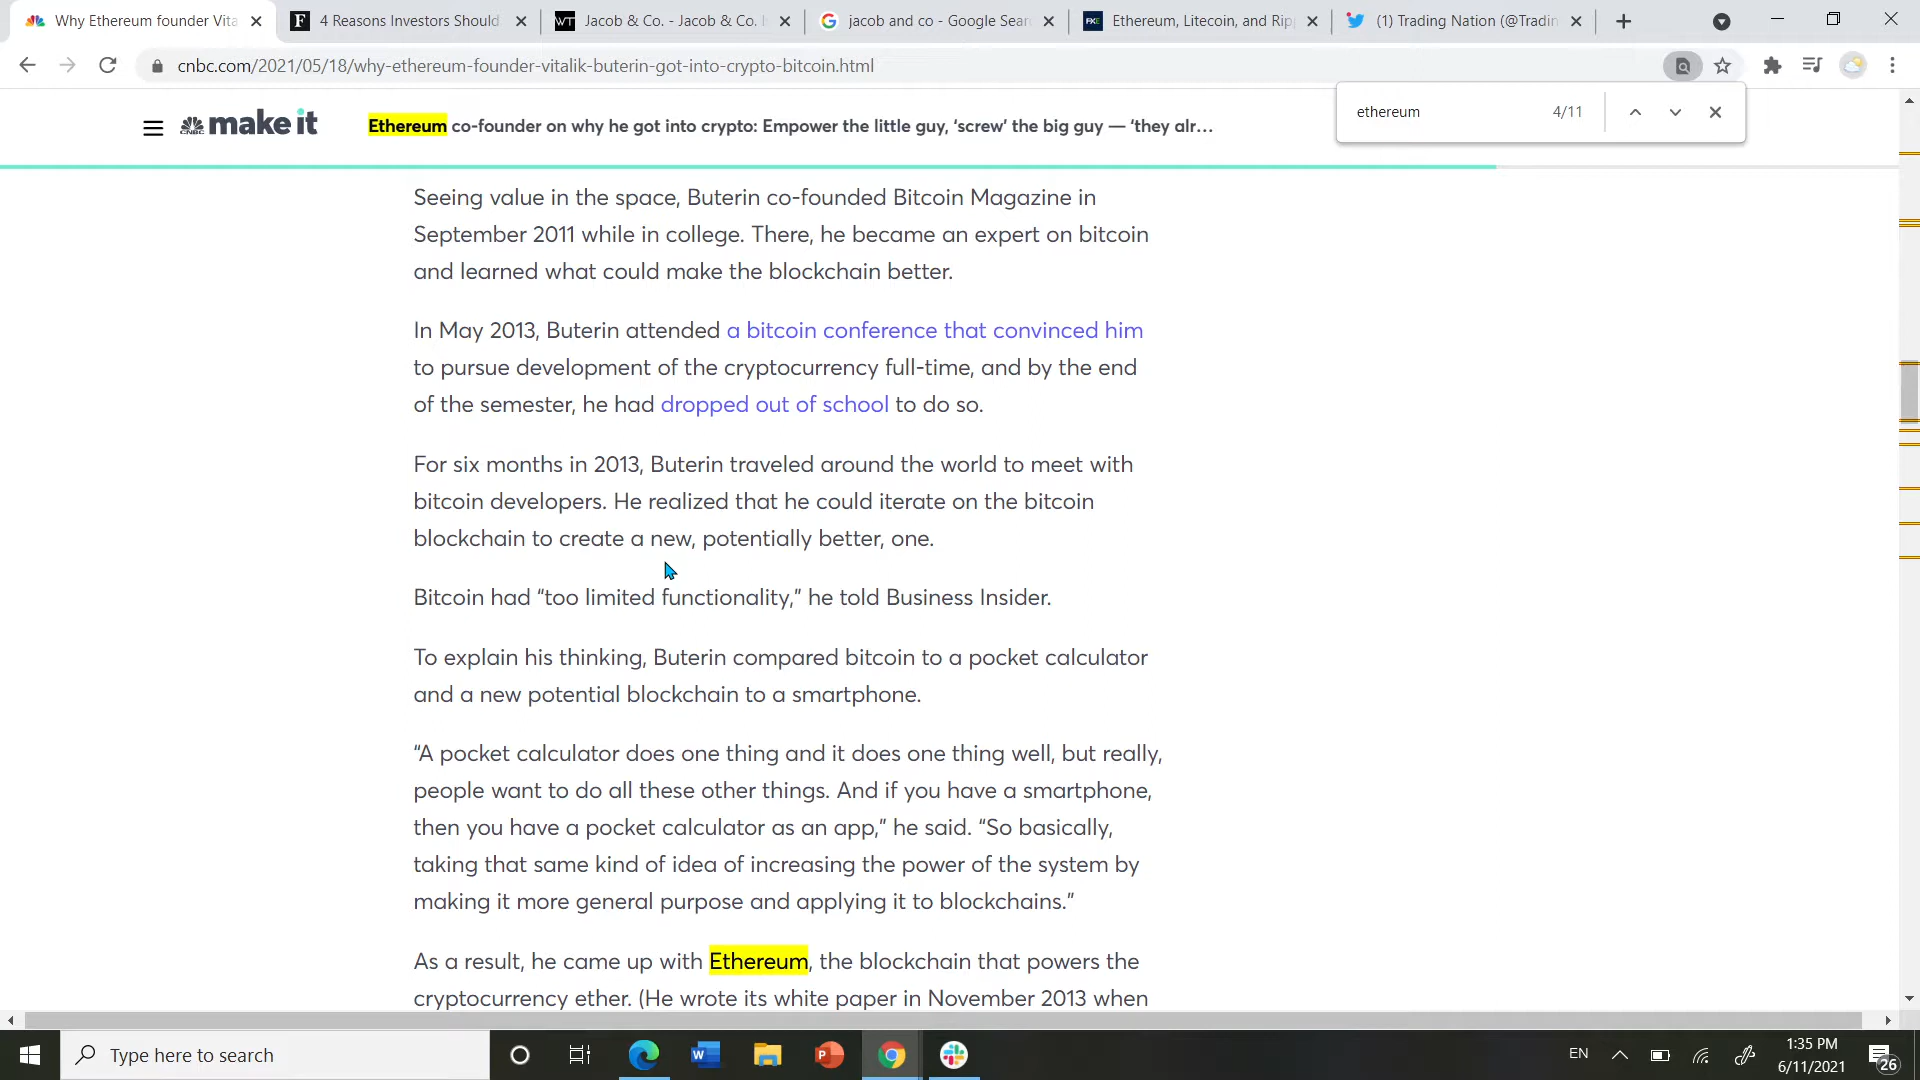 Why Ethereum founder Vita
4 Reasons Investors Should
WT Jacob & Co. - Jacob & Co. I
jacob and co - Google Sear
Ethereum, Litecoin, and Ripp
(1) Trading Nation (@Tradin
cnbc.com/2021/05/18/why-ethereum-founder-vitalik-buterin-got-into-crypto-bitcoin.html
ethereum 4/11
CNBC make it
Ethereum co-founder on why he got into crypto: Empower the little guy, ‘screw’ the big guy — ‘they alr…
Seeing value in the space, Buterin co-founded Bitcoin Magazine in
September 2011 while in college. There, he became an expert on bitcoin
and learned what could make the blockchain better.
In May 2013, Buterin attended a bitcoin conference that convinced him
to pursue development of the cryptocurrency full-time, and by the end
of the semester, he had dropped out of school to do so.
For six months in 2013, Buterin traveled around the world to meet with
bitcoin developers. He realized that he could iterate on the bitcoin
blockchain to create a new, potentially better, one.
Bitcoin had “too limited functionality,” he told Business Insider.
To explain his thinking, Buterin compared bitcoin to a pocket calculator
and a new potential blockchain to a smartphone.
“A pocket calculator does one thing and it does one thing well, but really,
people want to do all these other things. And if you have a smartphone,
then you have a pocket calculator as an app,” he said. “So basically,
taking that same kind of idea of increasing the power of the system by
making it more general purpose and applying it to blockchains.”
As a result, he came up with Ethereum, the blockchain that powers the
cryptocurrency ether. (He wrote its white paper in November 2013 when
Type here to search
EN
1:35 PM
6/11/2021
26